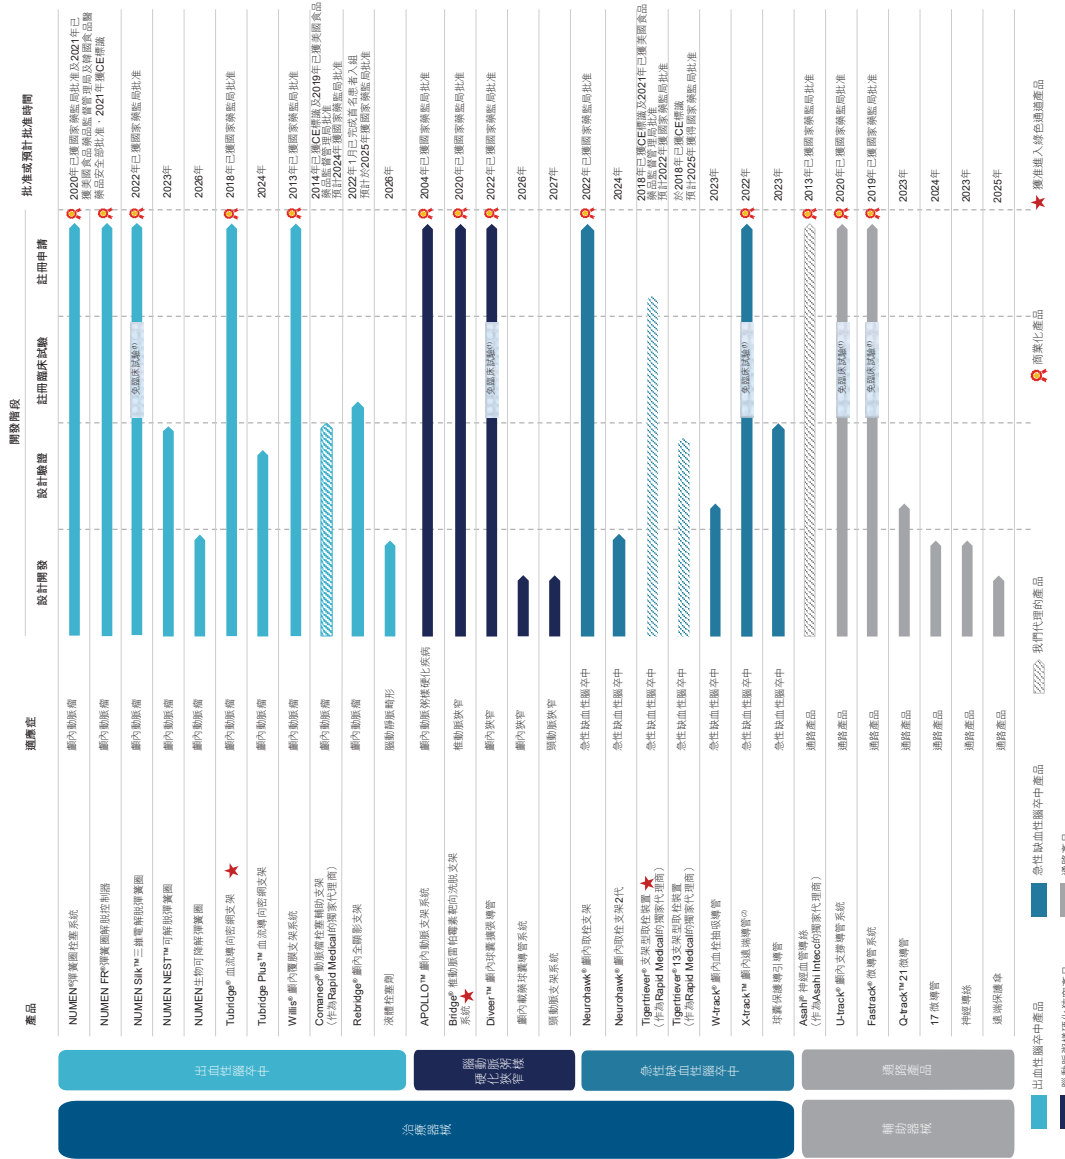 產品
適應症
開發階段
設計開發
設計驗證
註冊臨床試驗
註冊申請
批准或預計批准時間
治療器械
出血性腦卒中
NUMEN®彈簧圈栓塞系統
顱內動脈瘤
2020年已獲國家藥監局批准及2021年已
獲美國食品藥品監督管理局及韓國食品醫
藥品安全部批准，2021年獲CE標識
NUMEN FR®彈簧圈解脫控制器
顱內動脈瘤
NUMEN Silk™三維電解脫彈簧圈
顱內動脈瘤
免臨床試驗⁽¹⁾
2022年已獲國家藥監局批准
NUMEN NEST™可解脫彈簧圈
顱內動脈瘤
2023年
NUMEN生物可降解彈簧圈
顱內動脈瘤
2026年
Tubridge® 血流導向密網支架
顱內動脈瘤
2018年已獲國家藥監局批准
Tubridge Plus™ 血流導向密網支架
顱內動脈瘤
2024年
Willis® 顱內覆膜支架系統
顱內動脈瘤
2013年已獲國家藥監局批准
Comaneci® 動脈瘤栓塞輔助支架
（作為Rapid Medical的獨家代理商）
顱內動脈瘤
2014年已獲CE標識及2019年已獲美國食品
藥品監督管理局批准
預計2024年獲國家藥監局批准
Rebridge® 顱內全顯影支架
顱內動脈瘤
2022年1月已完成首名患者入組
預計於2025年獲國家藥監局批准
液體栓塞劑
腦動靜脈畸形
2026年
腦動脈粥樣
硬化狹窄
APOLLO™ 顱內動脈支架系統
顱內動脈粥樣硬化疾病
2004年已獲國家藥監局批准
Bridge® 椎動脈雷帕霉素靶向洗脫支架
系統
椎動脈狹窄
2020年已獲國家藥監局批准
Diveer™ 顱內球囊擴張導管
顱內狹窄
免臨床試驗⁽¹⁾
2022年已獲國家藥監局批准
顱內載藥球囊導管系統
顱內狹窄
2026年
頸動脈支架系統
頸動脈狹窄
2027年
急性缺血性腦卒中
Neurohawk® 顱內取栓支架
急性缺血性腦卒中
2022年已獲國家藥監局批准
Neurohawk® 顱內取栓支架2代
急性缺血性腦卒中
2024年
Tigertriever® 支架型取栓裝置
（作為Rapid Medical的獨家代理商）
急性缺血性腦卒中
2018年已獲CE標識及2021年已獲美國食品
藥品監督管理局批准
預計2022年獲國家藥監局批准
Tigertriever®13支架型取栓裝置
（作為Rapid Medical的獨家代理商）
急性缺血性腦卒中
於2018年已獲CE標識
預計2025年獲得國家藥監局批准
W-track® 顱內血栓抽吸導管
急性缺血性腦卒中
2023年
X-track™ 顱內遠端導管⁽²⁾
急性缺血性腦卒中
免臨床試驗⁽¹⁾
2022年
球囊保護導引導管
急性缺血性腦卒中
2023年
輔助器械
通路產品
Asahi® 神經血管導絲
（作為Asahi Intecc的獨家代理商）
通路產品
2013年已獲國家藥監局批准
U-track® 顱內支撐導管系統
通路產品
免臨床試驗⁽¹⁾
2020年已獲國家藥監局批准
Fastrack® 微導管系統
通路產品
免臨床試驗⁽¹⁾
2019年已獲國家藥監局批准
Q-track™21 微導管
通路產品
2023年
17 微導管
通路產品
2024年
神經導絲
通路產品
2023年
遠端保護傘
通路產品
2025年
出血性腦卒中產品
急性缺血性腦卒中產品
我們代理的產品
商業化產品
獲准進入綠色通道產品